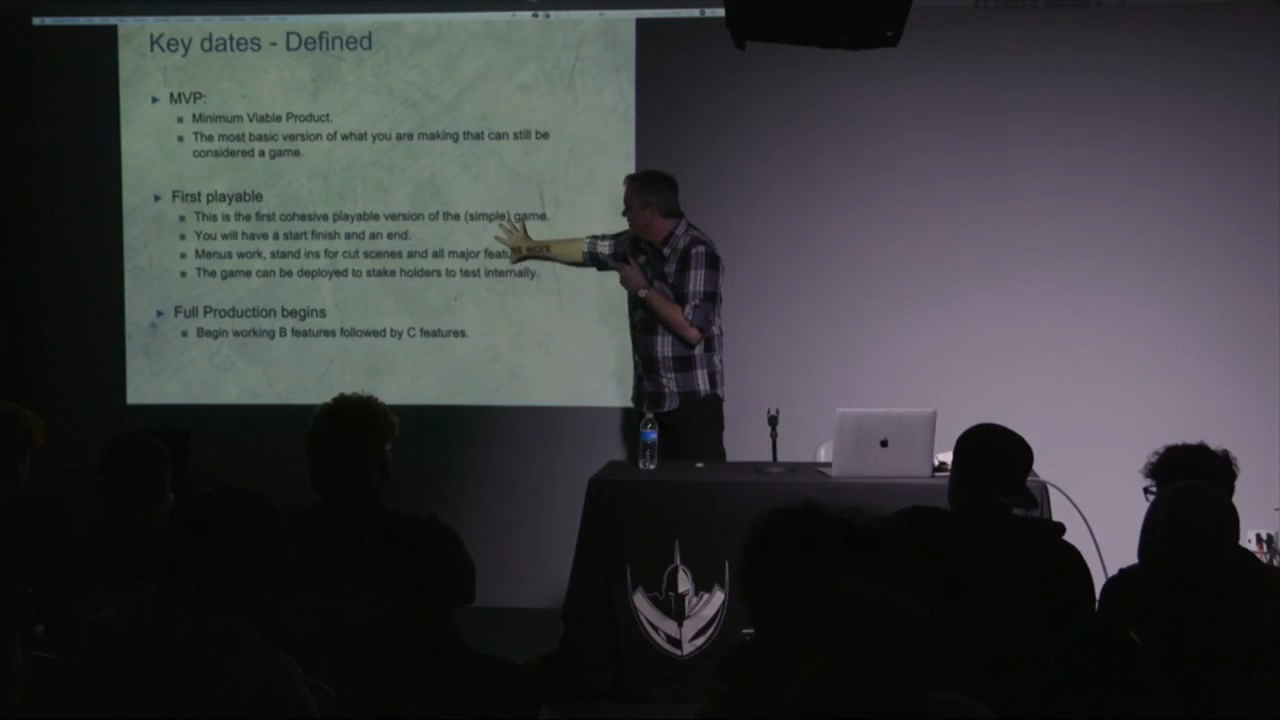 Key dates - Defined
MVP:
Minimum Viable Product.
The most basic version of what you are making that can still be
considered a game.
First playable
This is the first cohesive playable version of the (simple) game.
You will have a start finish and an end.
Menus work, stand ins for cut scenes and all major featu es work
The game can be deployed to stake holders to test internally.
Full Production begins
Begin working B features followed by C features.